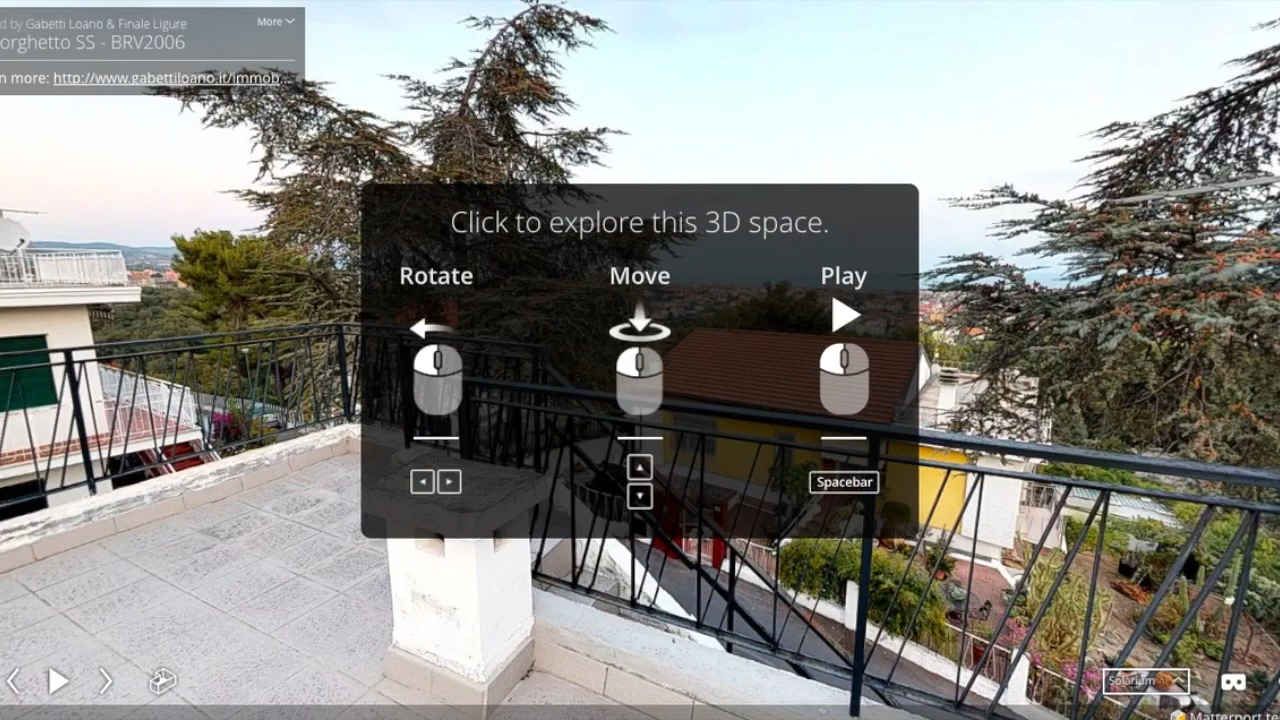 d by Gabetti Loano & Finale Ligure
More
orghetto SS - BRV2006
n more: http://www.gabettiloano.it/immob
Click to explore this 3D space.
Rotate
Move
Play
Spacebar
Solarium
Matterport